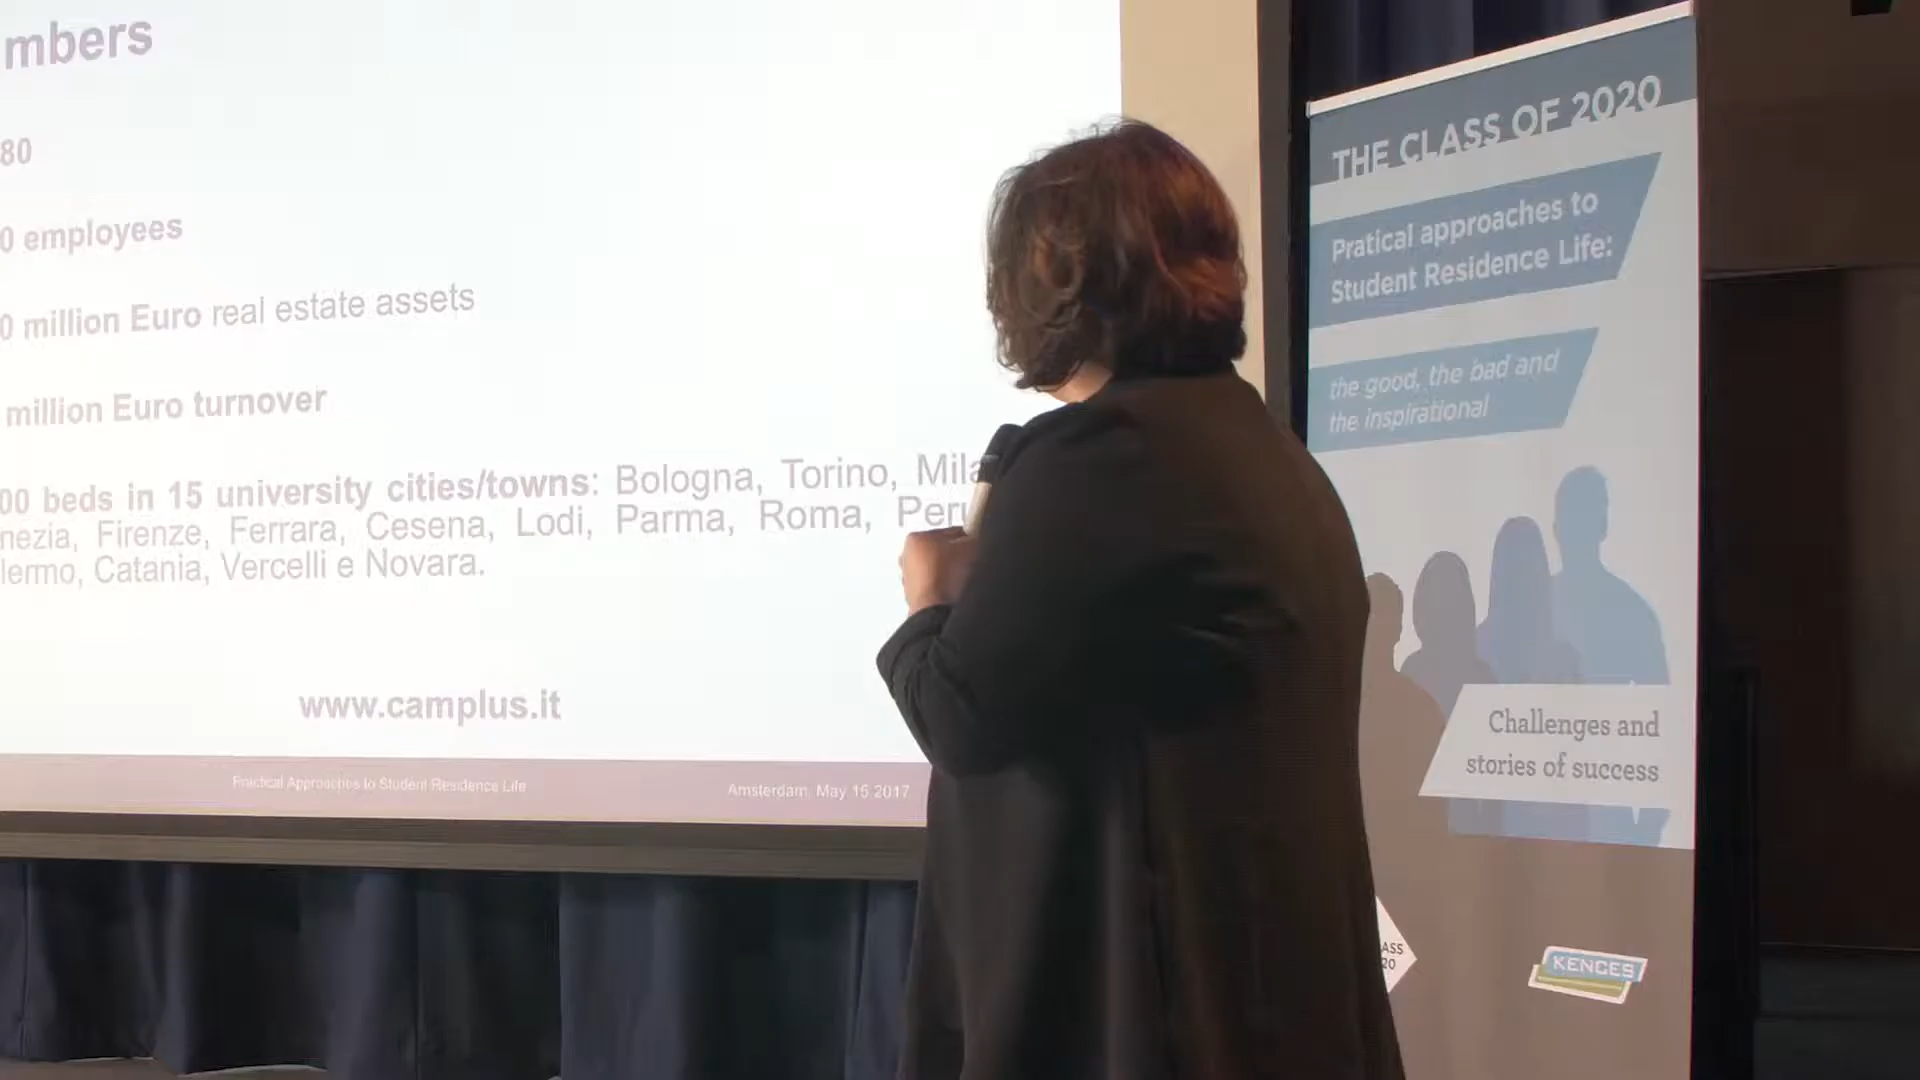 mbers
80
0 employees
0 million Euro real estate assets
million Euro turnover
00 beds in 15 university cities/towns: Bologna, Torino, Mila
nezia, Firenze, Ferrara, Cesena, Lodi, Parma, Roma, Peru
lermo, Catania, Vercelli e Novara.
www.camplus.it
Practical Approaches to Student Residence Life
Amsterdam, May 15 2017
THE CLASS OF 2020
Pratical approaches to
Student Residence Life:
the good, the bad and
the inspirational
Challenges and
stories of success
ASS
20
KENCES